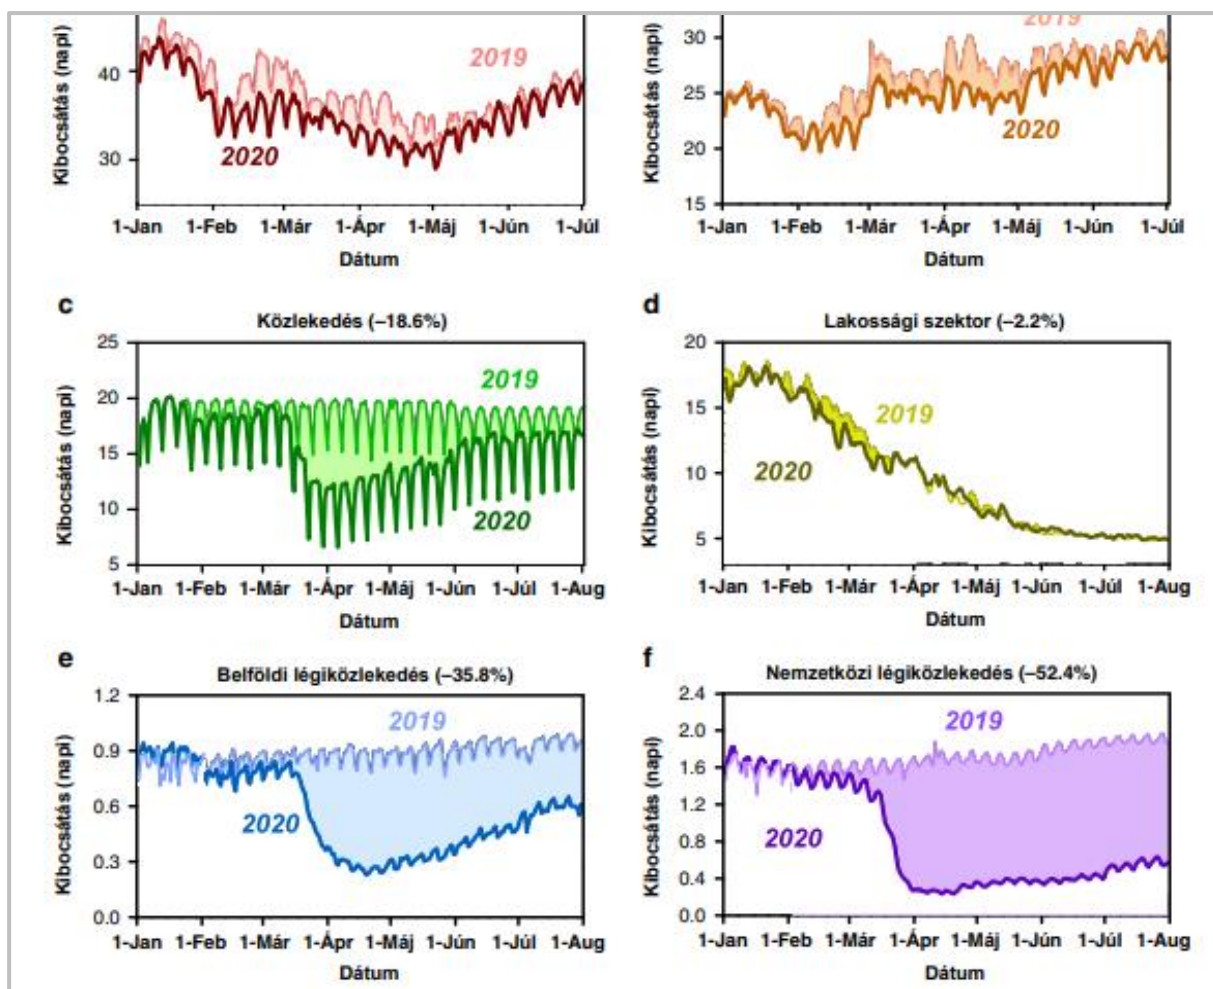 Kibocsátás (napi)
40
30
2019
2020
1-Jan 1-Feb 1-Már 1-Ápr 1-Máj 1-Jún 1-Júl
Dátum
Kibocsátás (napi)
30
25
20
15
2019
2020
1-Jan 1-Feb 1-Már 1-Ápr 1-Máj 1-Jún 1-Júl
Dátum
c
Közlekedés (–18.6%)
Kibocsátás (napi)
25
20
15
10
5
2019
2020
1-Jan 1-Feb 1-Már 1-Ápr 1-Máj 1-Jún 1-Júl 1-Aug
Dátum
d
Lakossági szektor (–2.2%)
Kibocsátás (napi)
20
15
10
5
2019
2020
1-Jan 1-Feb 1-Már 1-Ápr 1-Máj 1-Jún 1-Júl 1-Aug
Dátum
e
Belföldi légiközlekedés (–35.8%)
Kibocsátás (napi)
1.2
0.9
0.6
0.3
0.0
2019
2020
1-Jan 1-Feb 1-Már 1-Ápr 1-Máj 1-Jún 1-Júl 1-Aug
Dátum
f
Nemzetközi légiközlekedés (–52.4%)
Kibocsátás (napi)
2.4
2.0
1.6
1.2
0.8
0.4
0.0
2019
2020
1-Jan 1-Feb 1-Már 1-Ápr 1-Máj 1-Jún 1-Júl 1-Aug
Dátum